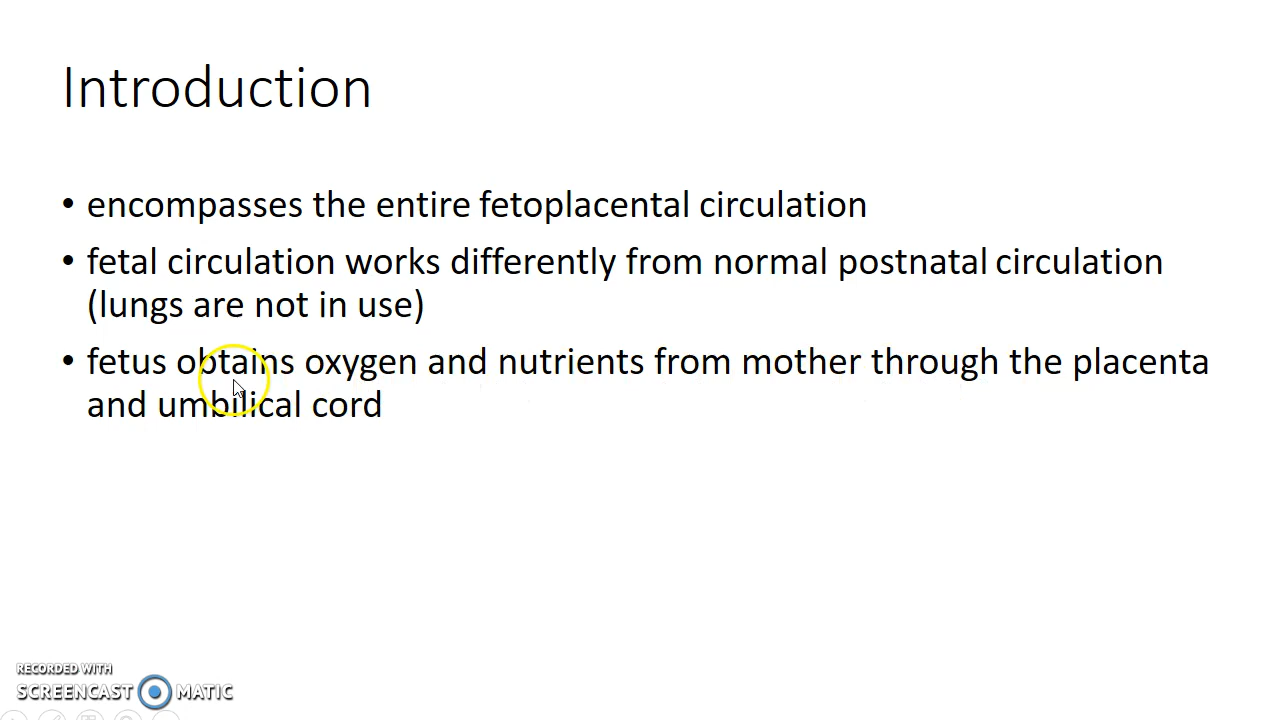 Introduction
• encompasses the entire fetoplacental circulation
• fetal circulation works differently from normal postnatal circulation
(lungs are not in use)
• fetus obtains oxygen and nutrients from mother through the placenta
and umbilical cord
RECORDED WITH
SCREENCAST MATIC